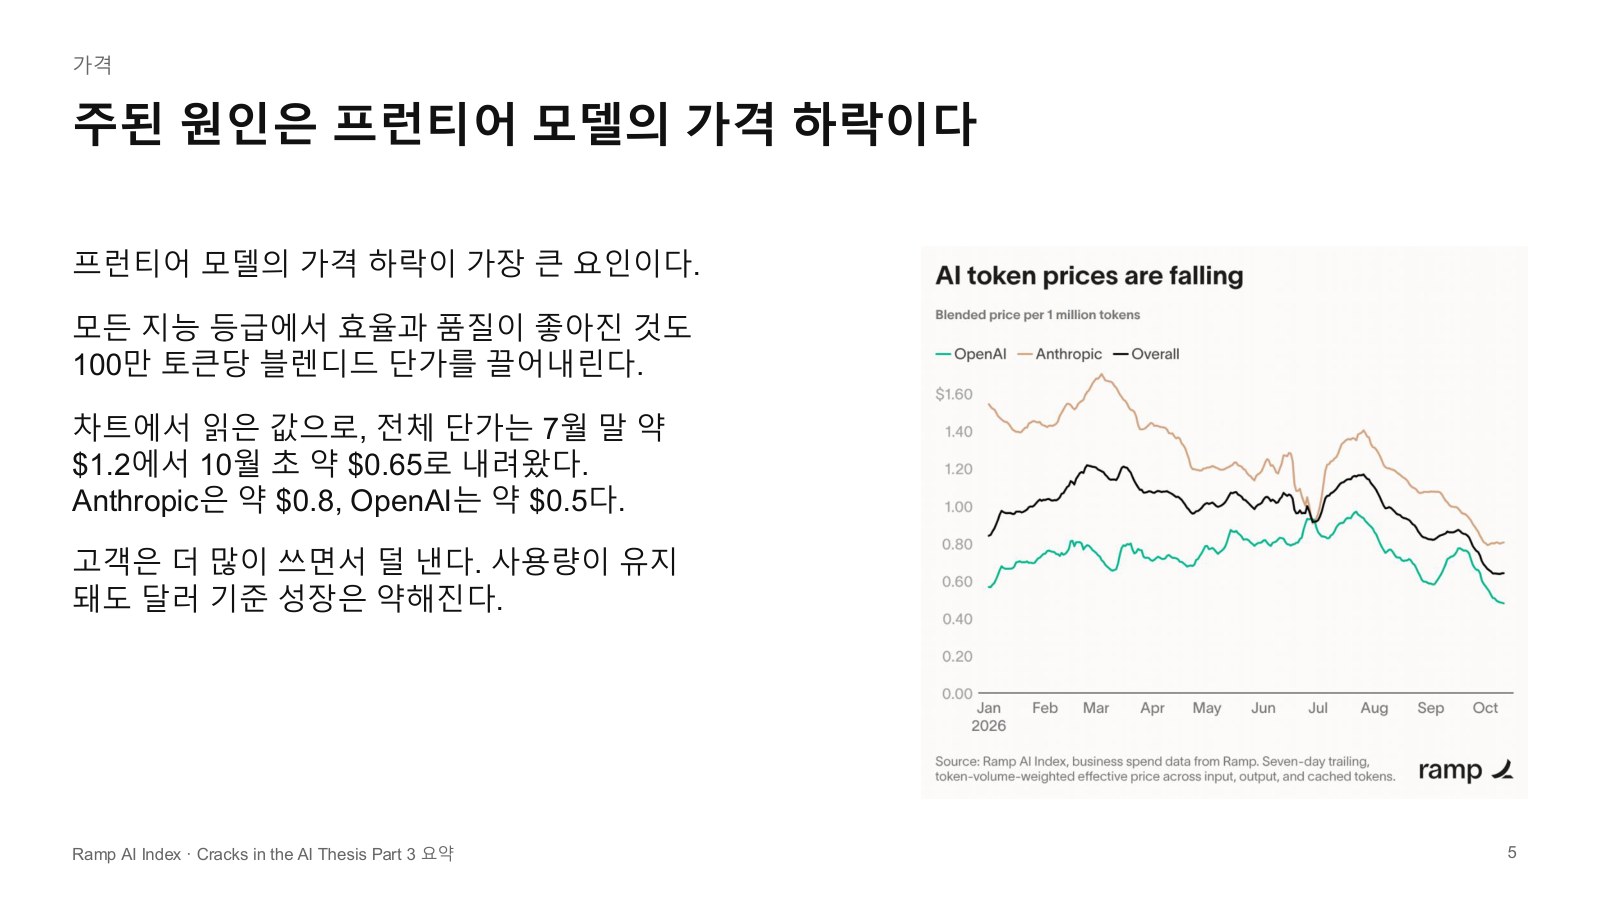 가격
주된 원인은 프런티어 모델의 가격 하락이다
프런티어 모델의 가격 하락이 가장 큰 요인이다.
모든 지능 등급에서 효율과 품질이 좋아진 것도
100만 토큰당 블렌디드 단가를 끌어내린다.
차트에서 읽은 값으로, 전체 단가는 7월 말 약
$1.2에서 10월 초 약 $0.65로 내려왔다.
Anthropic은 약 $0.8, OpenAI는 약 $0.5다.
고객은 더 많이 쓰면서 덜 낸다. 사용량이 유지
돼도 달러 기준 성장은 약해진다.
AI token prices are falling
Blended price per 1 million tokens
OpenAI Anthropic Overall
$1.60
1.40
1.20
1.00
0.80
0.60
0.40
0.20
0.00
Jan Feb Mar Apr May Jun Jul Aug Sep Oct
2026
Source: Ramp AI Index, business spend data from Ramp. Seven-day trailing,
token-volume-weighted effective price across input, output, and cached tokens.
ramp
Ramp AI Index · Cracks in the AI Thesis Part 3 요약
5